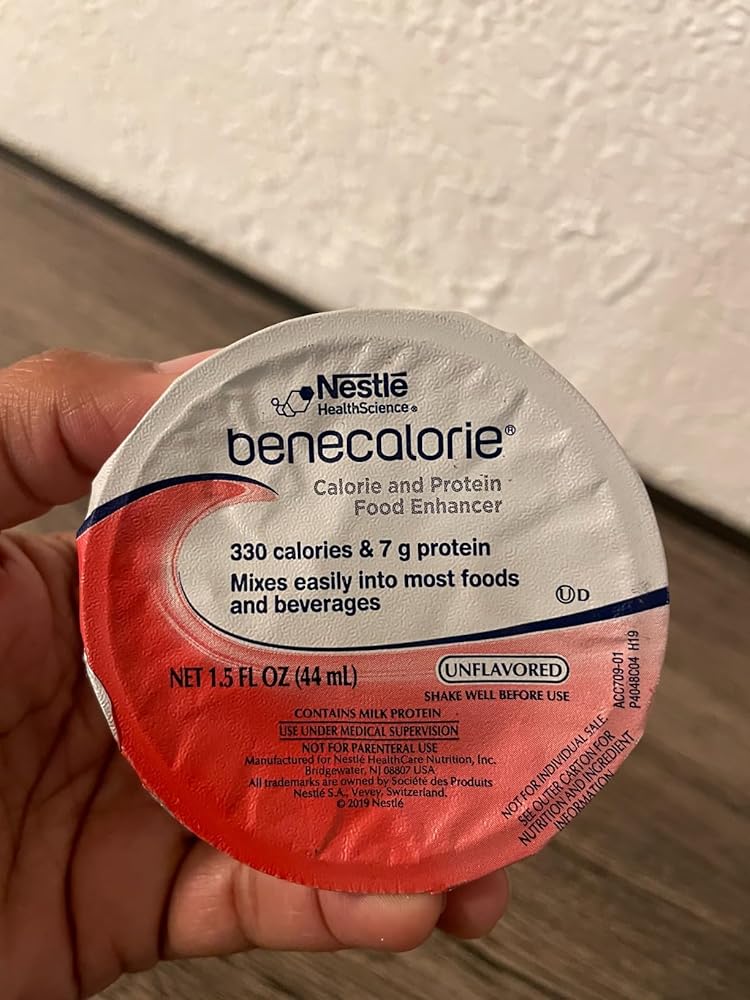 Nestlé
HealthScience®
benecalorie®
Calorie and Protein
Food Enhancer
330 calories & 7 g protein
Mixes easily into most foods
and beverages
UD
NET 1.5 FL OZ (44 mL)
UNFLAVORED
SHAKE WELL BEFORE USE
CONTAINS MILK PROTEIN
USE UNDER MEDICAL SUPERVISION
NOT FOR PARENTERAL USE
Manufactured for Nestlé HealthCare Nutrition, Inc.
Bridgewater, NJ 08807 USA
All trademarks are owned by Société des Produits
Nestlé S.A., Vevey, Switzerland.
© 2019 Nestlé
ACC709-01
P4048C04 H19
NOT FOR INDIVIDUAL SALE.
SEE OUTER CARTON FOR
NUTRITION AND INGREDIENT
INFORMATION